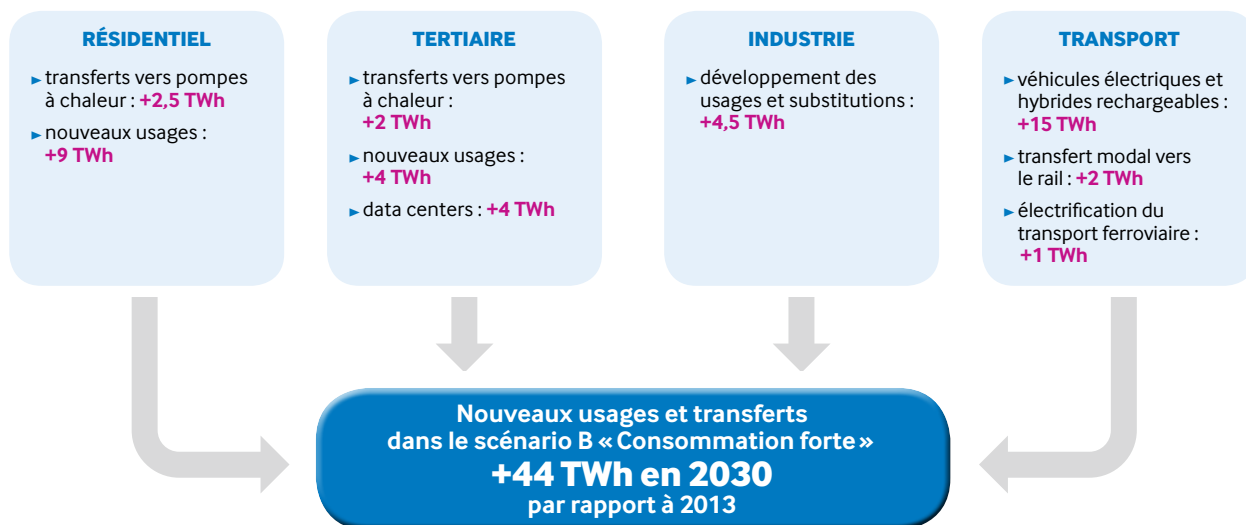 RÉSIDENTIEL
► transferts vers pompes
à chaleur : +2,5 TWh
► nouveaux usages :
+9 TWh
TERTIAIRE
► transferts vers pompes
à chaleur :
+2 TWh
► nouveaux usages :
+4 TWh
► data centers : +4 TWh
INDUSTRIE
► développement des
usages et substitutions :
+4,5 TWh
TRANSPORT
► véhicules électriques et
hybrides rechargeables :
+15 TWh
► transfert modal vers
le rail : +2 TWh
► électrification du
transport ferroviaire :
+1 TWh
Nouveaux usages et transferts
dans le scénario B « Consommation forte »
+44 TWh en 2030
par rapport à 2013